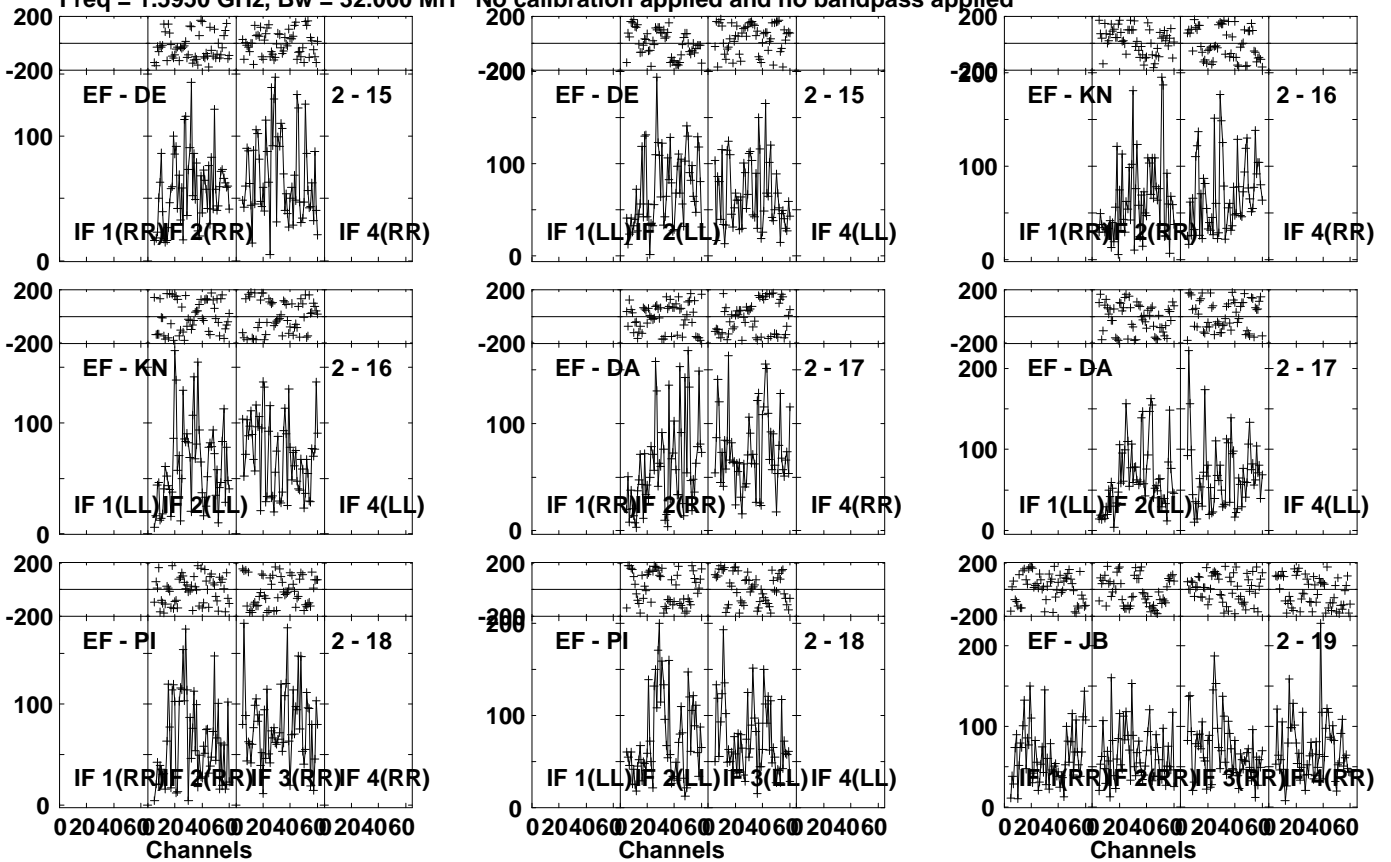 Freq = 1.5950 GHz, Bw = 32.000 MH No calibration applied and no bandpass applied
200 200 200
-200 -200 -200
200
EF - DE 2 - 15 EF - DE 2 - 15 EF - KN 2 - 16
100 100 100
IF 1(RR) IF 2(RR) IF 4(RR) IF 1(LL) IF 2(LL) IF 4(LL) IF 1(RR) IF 2(RR) IF 4(RR)
0 0 0
200 200 200
-200 -200 -200
EF - KN 2 - 16 EF - DA 2 - 17 EF - DA 2 - 17
200
100 100 100
IF 1(LL) IF 2(LL) IF 4(LL) IF 1(RR) IF 2(RR) IF 4(RR) IF 1(LL) IF 2(LL) IF 4(LL)
0 0 0
200 200 200
-200 -200 -200
200
EF - PI 2 - 18 EF - PI 2 - 18 EF - JB 2 - 19
200
100 100 100
IF 1(RR) IF 2(RR) IF 3(RR) IF 4(RR) IF 1(LL) IF 2(LL) IF 3(LL) IF 4(LL) IF 1(RR) IF 2(RR) IF 3(RR) IF 4(RR)
0 0 0
0 20 40 60 0 20 40 60 0 20 40 60 0 20 40 60 0 20 40 60 0 20 40 60 0 20 40 60 0 20 40 60 0 20 40 60 0 20 40 60 0 20 40 60 0 20 40 60
Channels Channels Channels